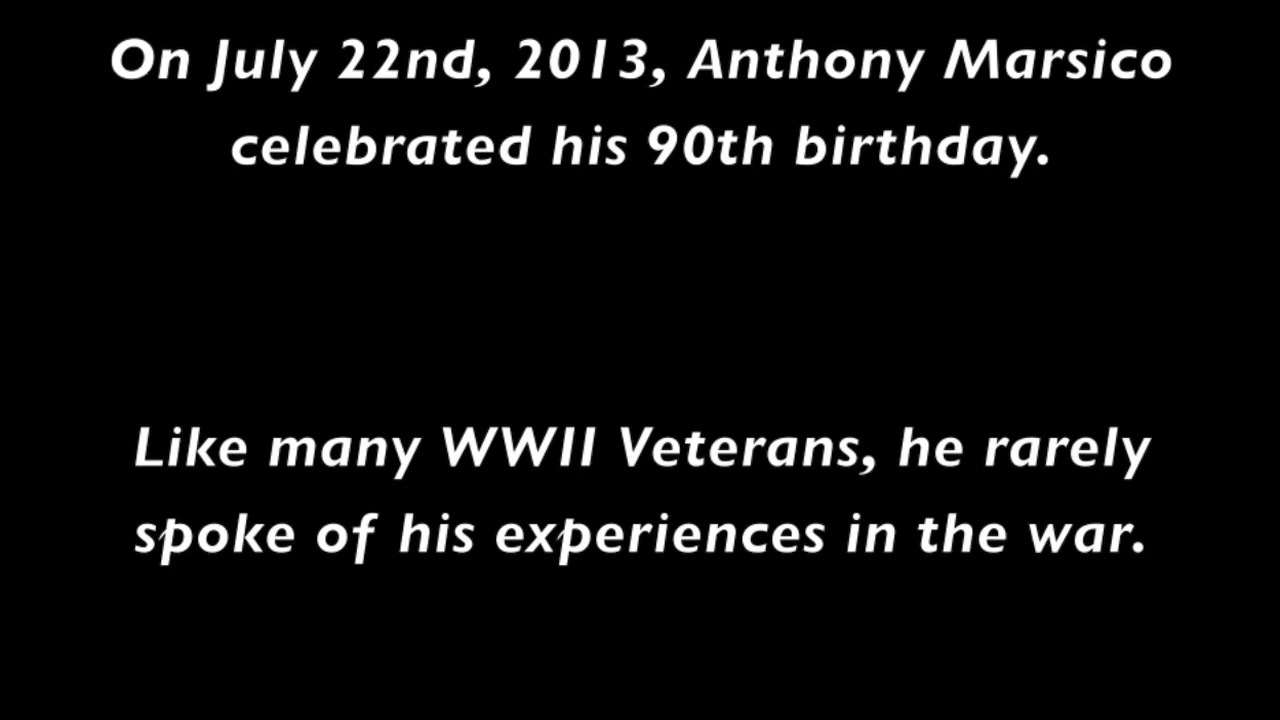 On July 22nd, 2013, Anthony Marsico
celebrated his 90th birthday.
Like many WWII Veterans, he rarely
spoke of his experiences in the war.